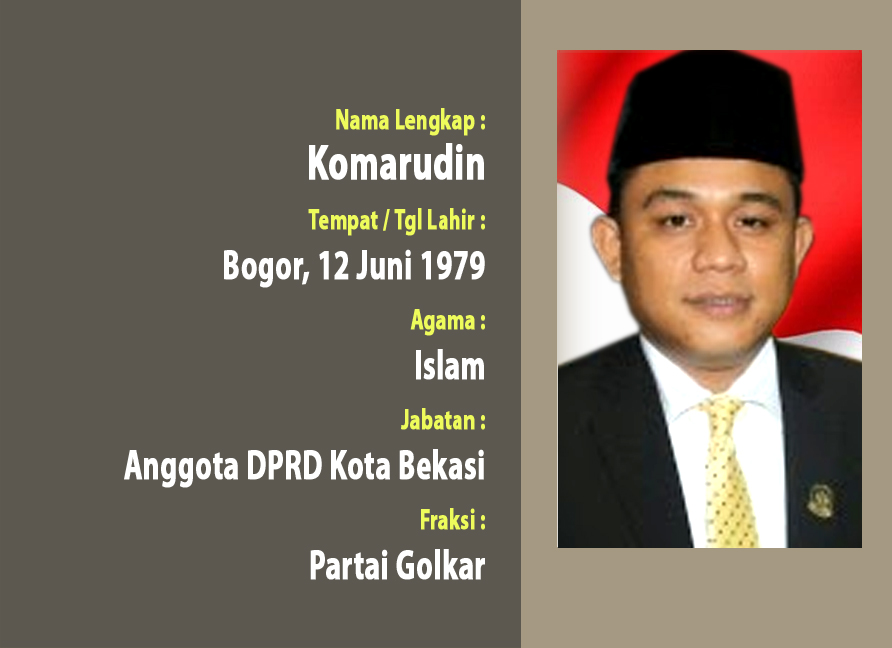 Nama Lengkap :
Komarudin
Tempat / Tgl Lahir :
Bogor, 12 Juni 1979
Agama :
Islam
Jabatan :
Anggota DPRD Kota Bekasi
Fraksi :
Partai Golkar